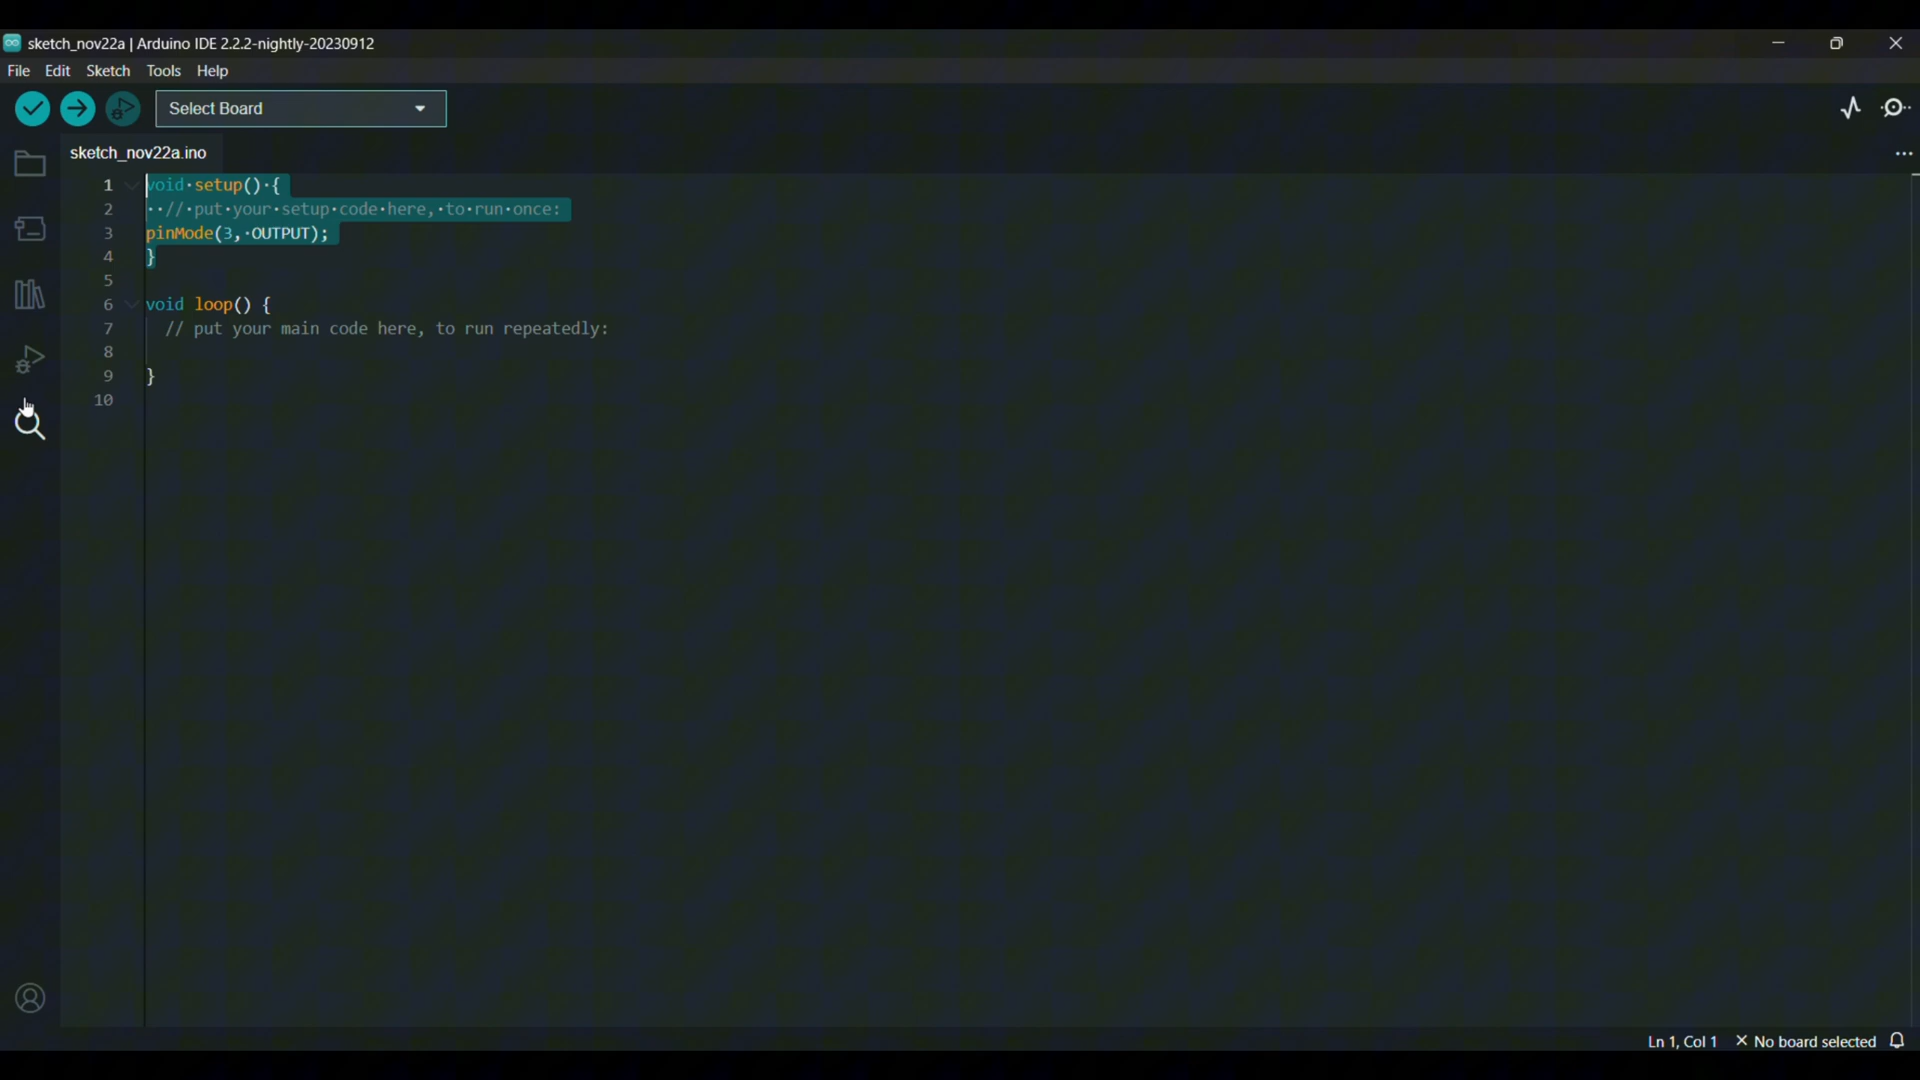 sketch_nov22a | Arduino IDE 2.2.2-nightly-20230912
File Edit Sketch Tools Help
Select Board
sketch_nov22a.ino
1 void·setup()·{
2 ··//·put·your·setup·code·here,·to·run·once:
3 pinMode(3,·OUTPUT);
4 }
5
6 void loop() {
7 // put your main code here, to run repeatedly:
8
9 }
10
Ln 1, Col 1 No board selected